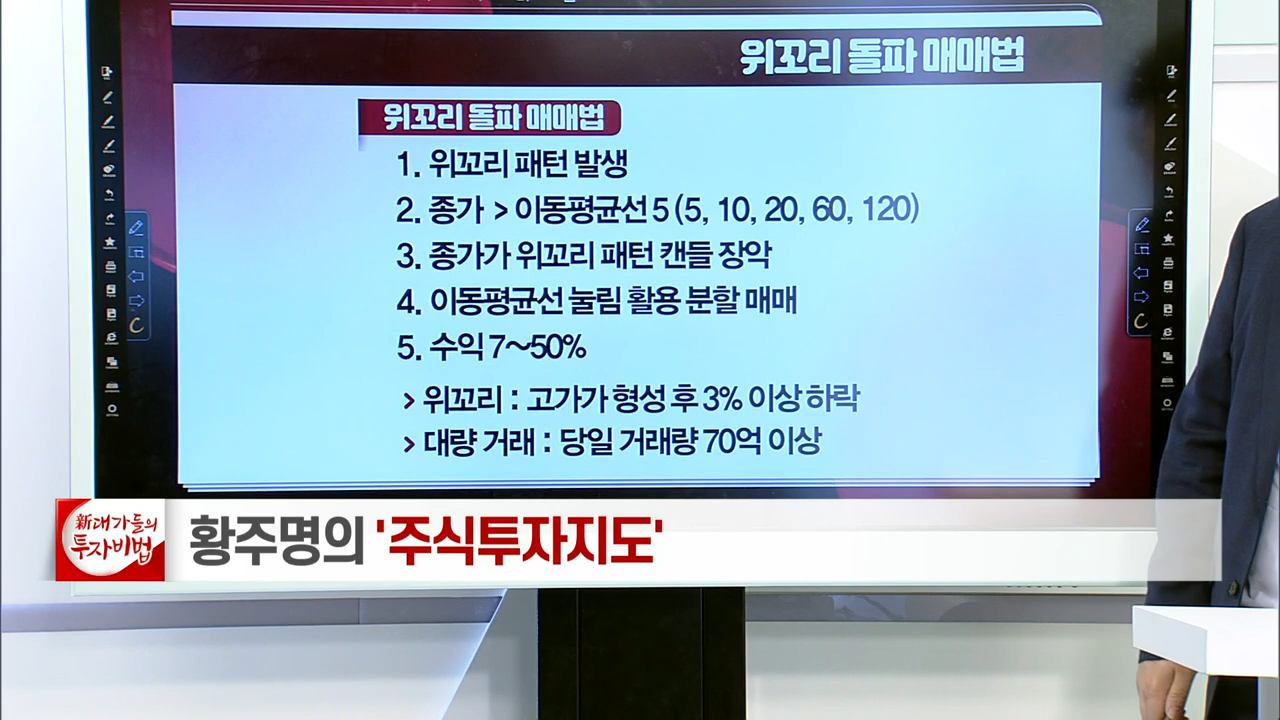 위꼬리 돌파 매매법
위꼬리 돌파 매매법
1. 위꼬리 패턴 발생
2. 종가 > 이동평균선 5 (5, 10, 20, 60, 120)
3. 종가가 위꼬리 패턴 캔들 장악
4. 이동평균선 눌림 활용 분할 매매
5. 수익 7~50%
> 위꼬리 : 고가가 형성 후 3% 이상 하락
> 대량 거래 : 당일 거래량 70억 이상
新대가들의
투자비법
황주명의 '주식투자지도'